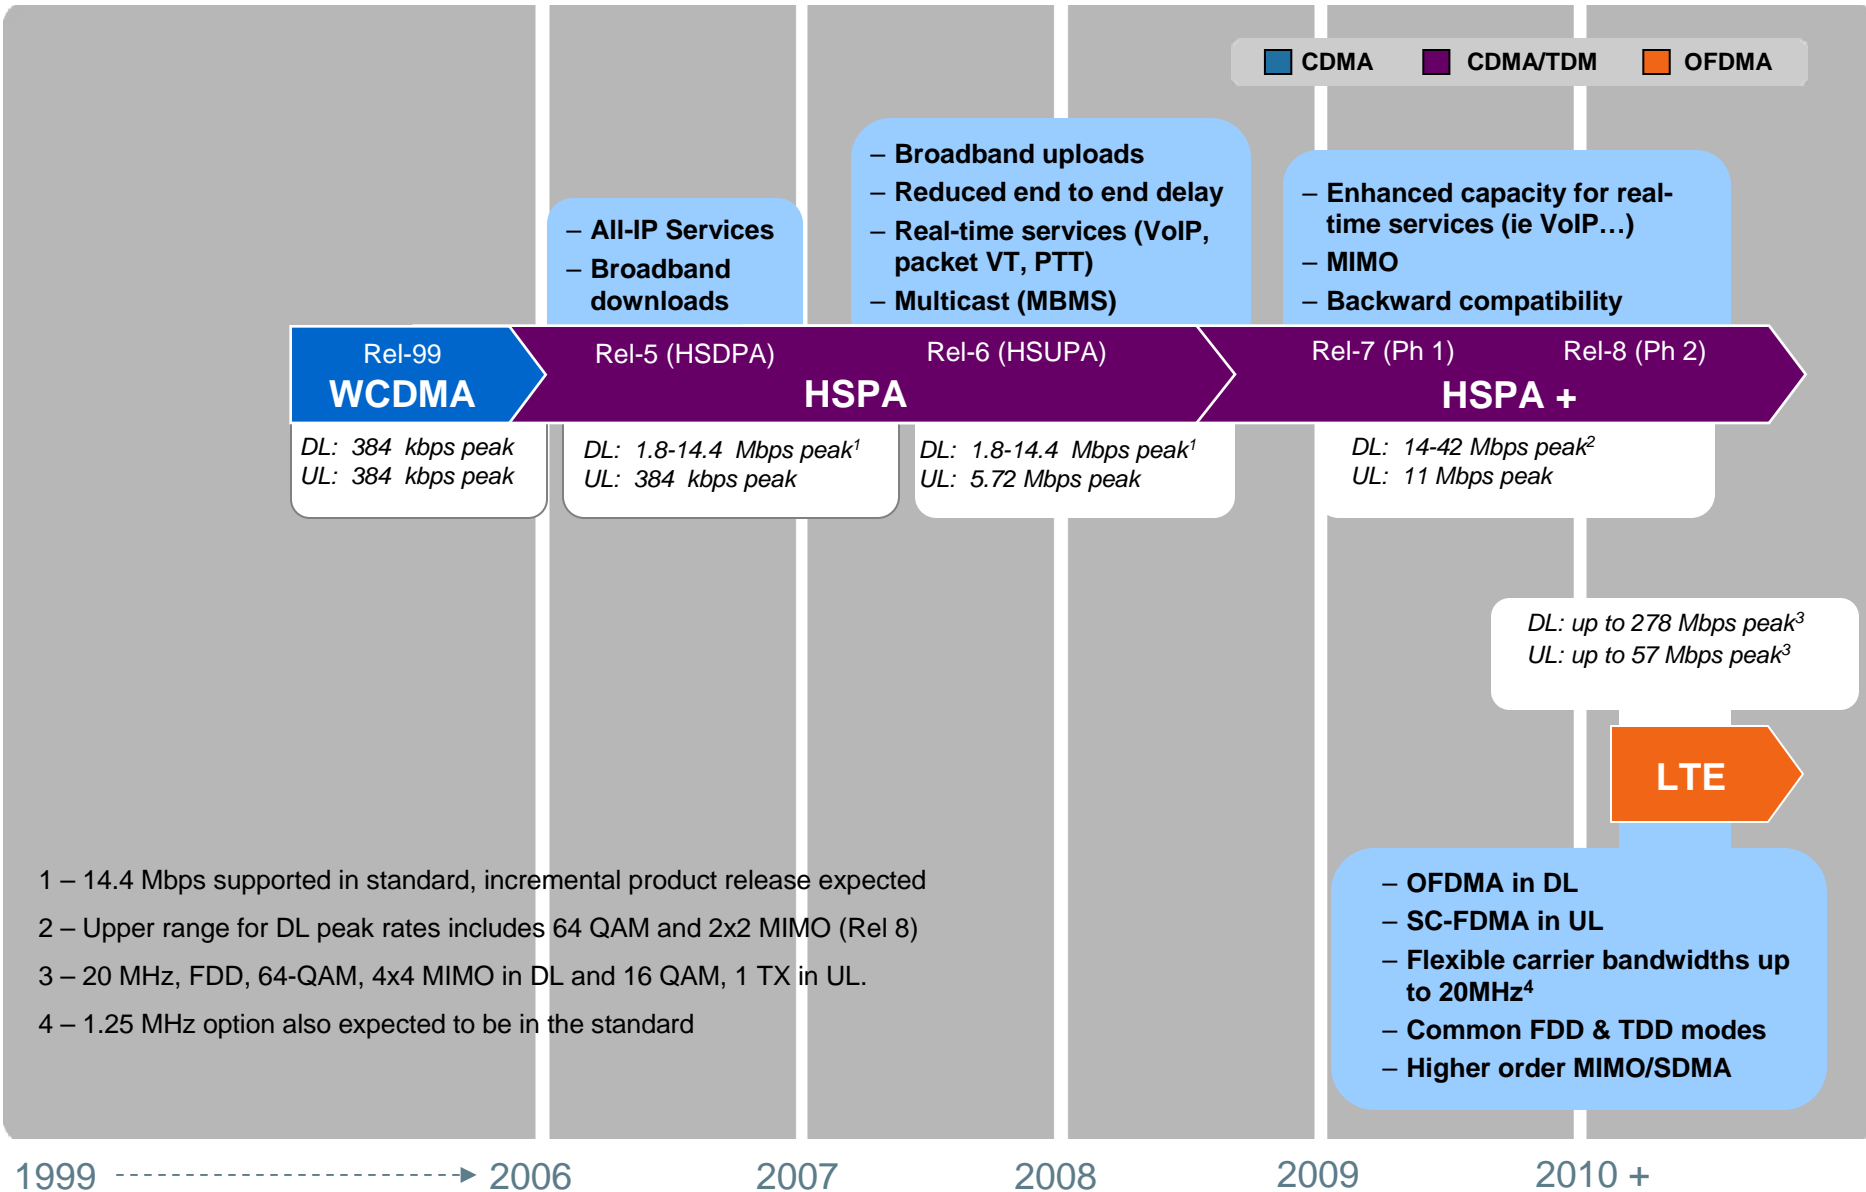 CDMA CDMA/TDM OFDMA
– All-IP Services
– Broadband
downloads
– Broadband uploads
– Reduced end to end delay
– Real-time services (VoIP,
packet VT, PTT)
– Multicast (MBMS)
– Enhanced capacity for real-
time services (ie VoIP…)
– MIMO
– Backward compatibility
Rel-99
WCDMA
Rel-5 (HSDPA) Rel-6 (HSUPA)
HSPA
Rel-7 (Ph 1) Rel-8 (Ph 2)
HSPA +
DL: 384 kbps peak
UL: 384 kbps peak
DL: 1.8-14.4 Mbps peak¹
UL: 384 kbps peak
DL: 1.8-14.4 Mbps peak¹
UL: 5.72 Mbps peak
DL: 14-42 Mbps peak²
UL: 11 Mbps peak
DL: up to 278 Mbps peak³
UL: up to 57 Mbps peak³
LTE
– OFDMA in DL
– SC-FDMA in UL
– Flexible carrier bandwidths up
to 20MHz⁴
– Common FDD & TDD modes
– Higher order MIMO/SDMA
1 – 14.4 Mbps supported in standard, incremental product release expected
2 – Upper range for DL peak rates includes 64 QAM and 2x2 MIMO (Rel 8)
3 – 20 MHz, FDD, 64-QAM, 4x4 MIMO in DL and 16 QAM, 1 TX in UL.
4 – 1.25 MHz option also expected to be in the standard
1999 2006 2007 2008 2009 2010 +